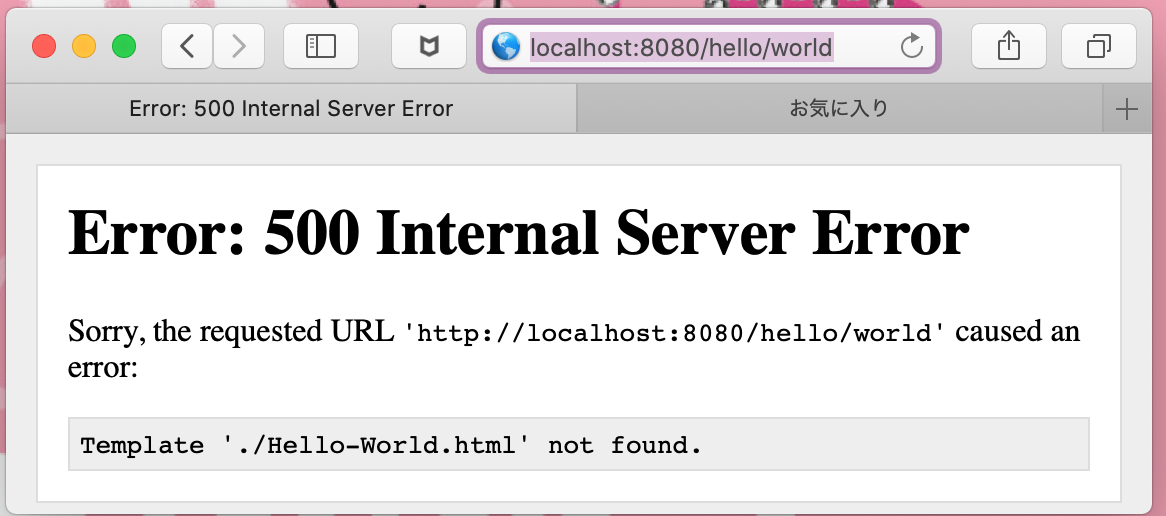 localhost:8080/hello/world
Error: 500 Internal Server Error
お気に入り
Error: 500 Internal Server Error
Sorry, the requested URL 'http://localhost:8080/hello/world' caused an
error:
Template './Hello-World.html' not found.